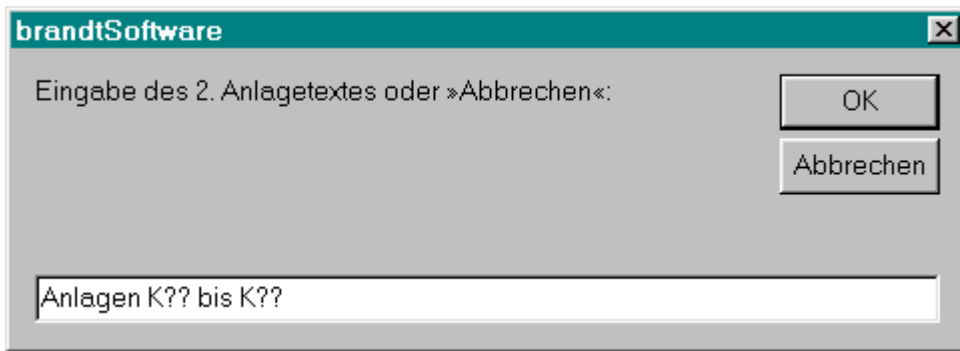 brandtSoftware
Eingabe des 2. Anlagetextes oder »Abbrechen«:
OK
Abbrechen
Anlagen K?? bis K??